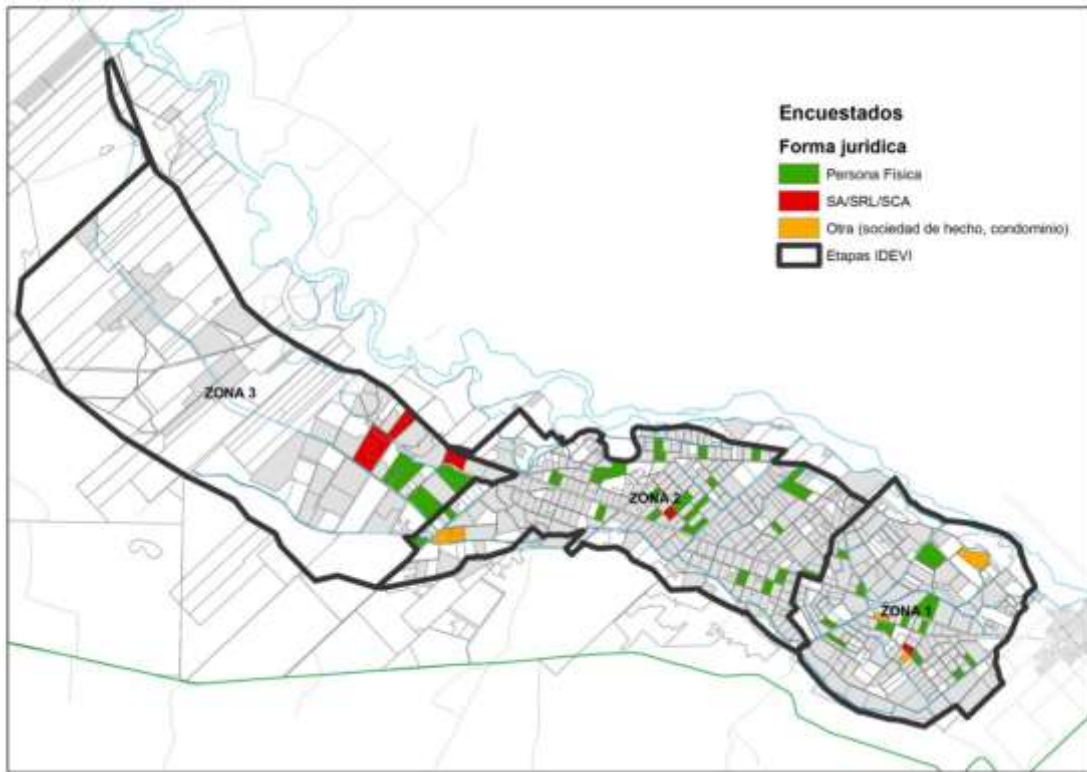 Encuestados
Forma juridica
Persona Física
SA/SRL/SCA
Otra (sociedad de hecho, condominio)
Etapas IDEVI
ZONA 3
ZONA 2
ZONA 1